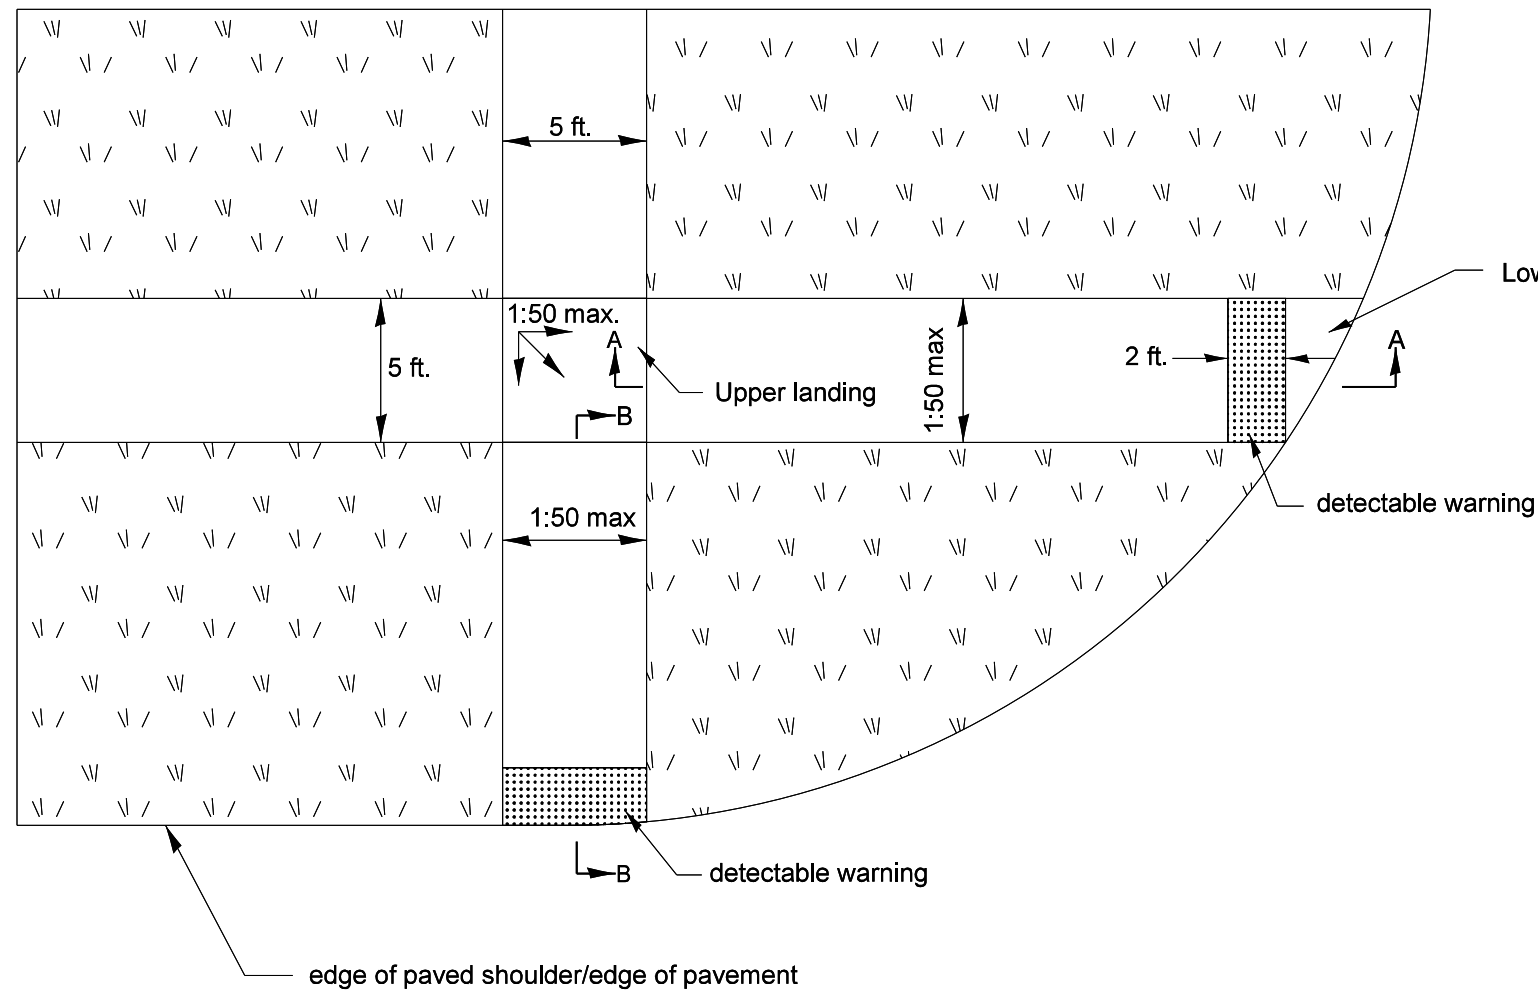 5 ft.
Low
1:50 max.
A
A
5 ft.
1:50 max
2 ft.
Upper landing
B
detectable warning
1:50 max
detectable warning
B
edge of paved shoulder/edge of pavement